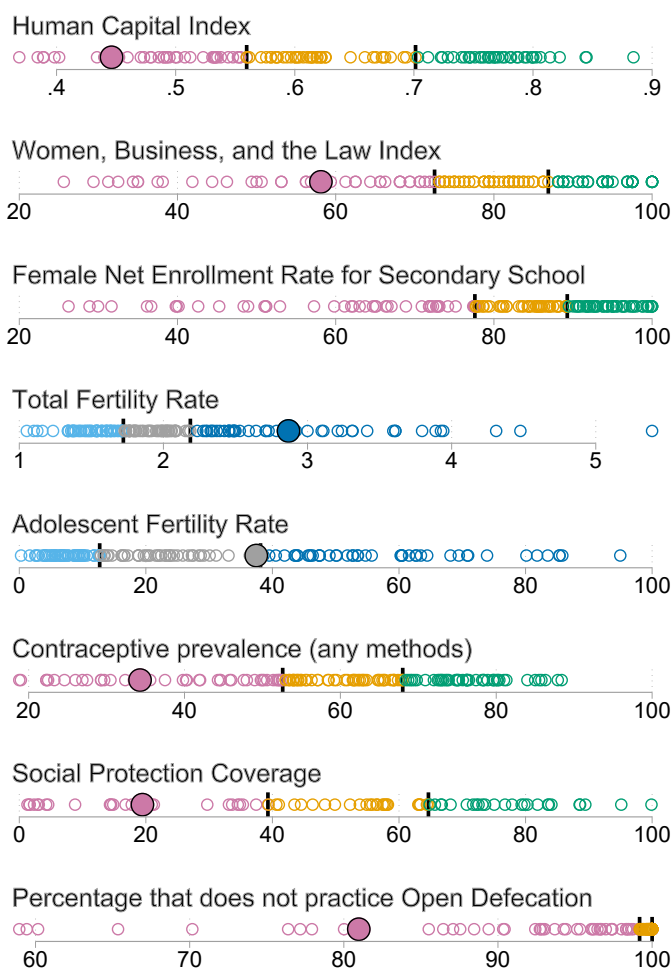 Human Capital Index
.4 .5 .6 .7 .8 .9
Women, Business, and the Law Index
20 40 60 80 100
Female Net Enrollment Rate for Secondary School
20 40 60 80 100
Total Fertility Rate
1 2 3 4 5
Adolescent Fertility Rate
0 20 40 60 80 100
Contraceptive prevalence (any methods)
20 40 60 80 100
Social Protection Coverage
0 20 40 60 80 100
Percentage that does not practice Open Defecation
60 70 80 90 100